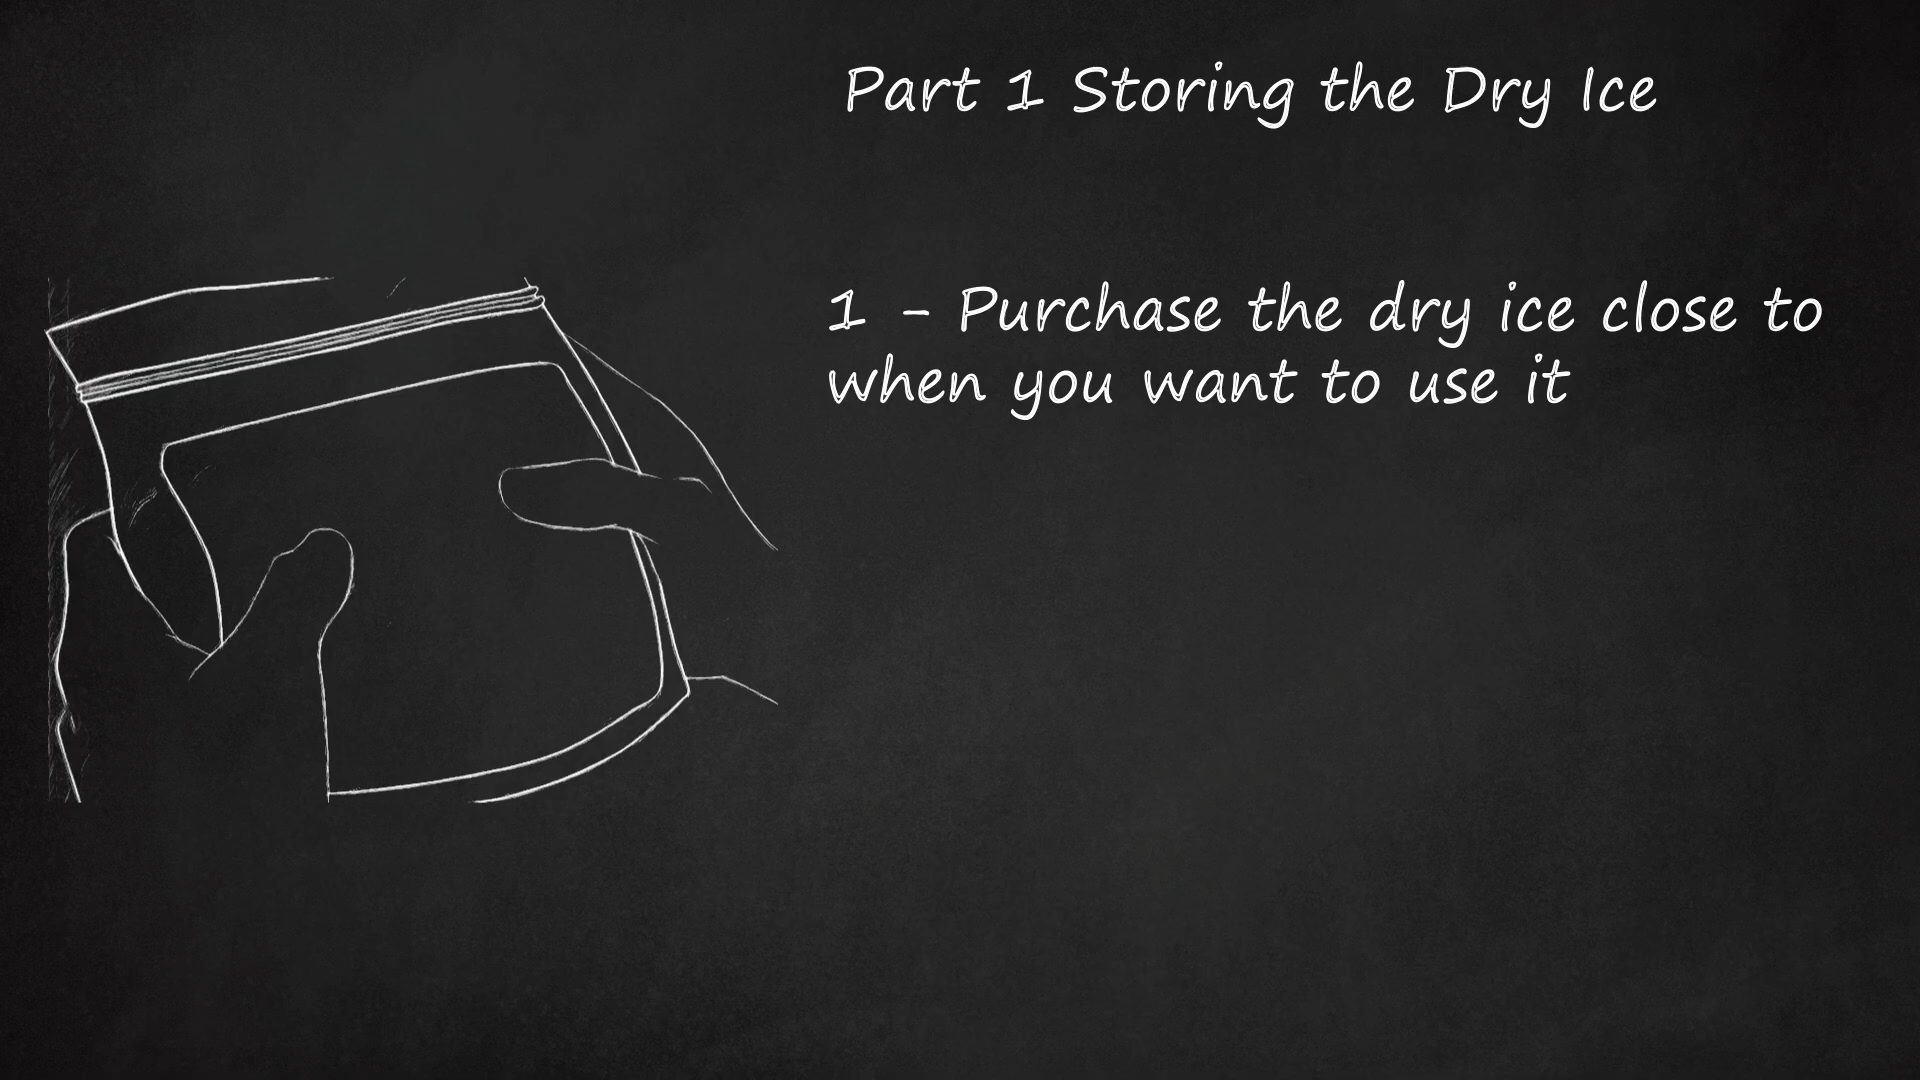 Part 1 Storing the Dry Ice
1 - Purchase the dry ice close to
when you want to use it